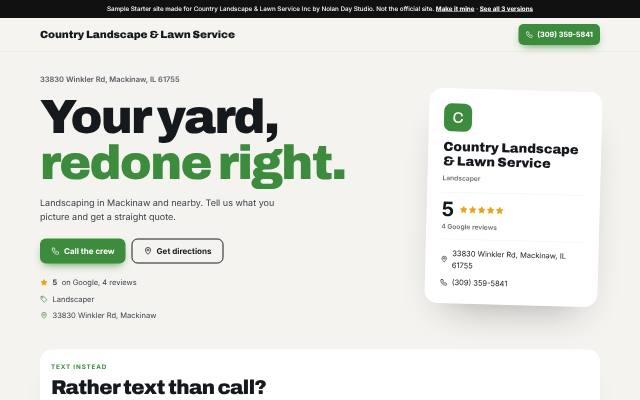 Sample Starter site made for Country Landscape & Lawn Service Inc by Nolan Day Studio. Not the official site. Make it mine · See all 3 versions
Country Landscape & Lawn Service
(309) 359-5841
33830 Winkler Rd, Mackinaw, IL 61755
Your yard,
redone right.
Landscaping in Mackinaw and nearby. Text us what you
picture and get a straight quote.
Call the crew
Get directions
5 on Google, 4 reviews
Landscaper
33830 Winkler Rd, Mackinaw
C
Country Landscape
& Lawn Service
Landscaper
5
4 Google reviews
33830 Winkler Rd, Mackinaw, IL
61755
(309) 359-5841
TEXT INSTEAD
Rather text than call?